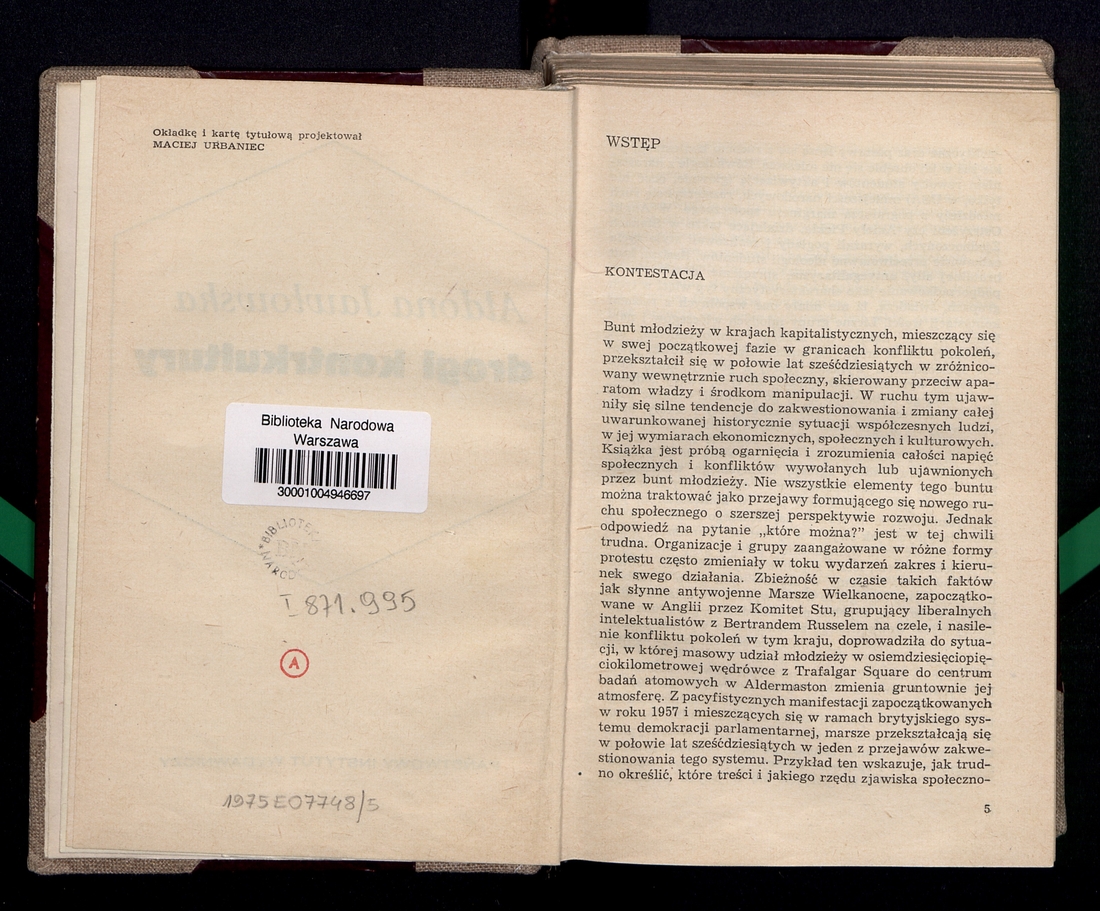 Okładkę i kartę tytułową projektował
MACIEJ URBANIEC
Aldona Jawłowska
drogi kontrkultury
Biblioteka Narodowa
Warszawa
30001004946697
BIBLIOTEKA
NAROD
I 871.995
A
1975 E07748/5
WSTĘP
KONTESTACJA
Bunt młodzieży w krajach kapitalistycznych, mieszczący się
w swej początkowej fazie w granicach konfliktu pokoleń,
przekształcił się w połowie lat sześćdziesiątych w zróżnico-
wany wewnętrznie ruch społeczny, skierowany przeciw apa-
ratom władzy i środkom manipulacji. W ruchu tym ujaw-
niły się silne tendencje do zakwestionowania i zmiany całej
uwarunkowanej historycznie sytuacji współczesnych ludzi,
w jej wymiarach ekonomicznych, społecznych i kulturowych.
Książka jest próbą ogarnięcia i zrozumienia całości napięć
społecznych i konfliktów wywołanych lub ujawnionych
przez bunt młodzieży. Nie wszystkie elementy tego buntu
można traktować jako przejawy formującego się nowego ru-
chu społecznego o szerszej perspektywie rozwoju. Jednak
odpowiedź na pytanie „które można?” jest w tej chwili
trudna. Organizacje i grupy zaangażowane w różne formy
protestu często zmieniały w toku wydarzeń zakres i kieru-
nek swego działania. Zbieżność w czasie takich faktów
jak słynne antywojenne Marsze Wielkanocne, zapoczątko-
wane w Anglii przez Komitet Stu, grupujący liberalnych
intelektualistów z Bertrandem Russelem na czele, i nasile-
nie konfliktu pokoleń w tym kraju, doprowadziła do sytua-
cji, w której masowy udział młodzieży w osiemdziesięciopię-
ciokilometrowej wędrówce z Trafalgar Square do centrum
badań atomowych w Aldermaston zmienia gruntownie jej
atmosferę. Z pacyfistycznych manifestacji zapoczątkowanych
w roku 1957 i mieszczących się w ramach brytyjskiego sys-
temu demokracji parlamentarnej, marsze przekształcają się
w połowie lat sześćdziesiątych w jeden z przejawów zakwe-
stionowania tego systemu. Przykład ten wskazuje, jak trud-
no określić, które treści i jakiego rzędu zjawiska społeczno-
5